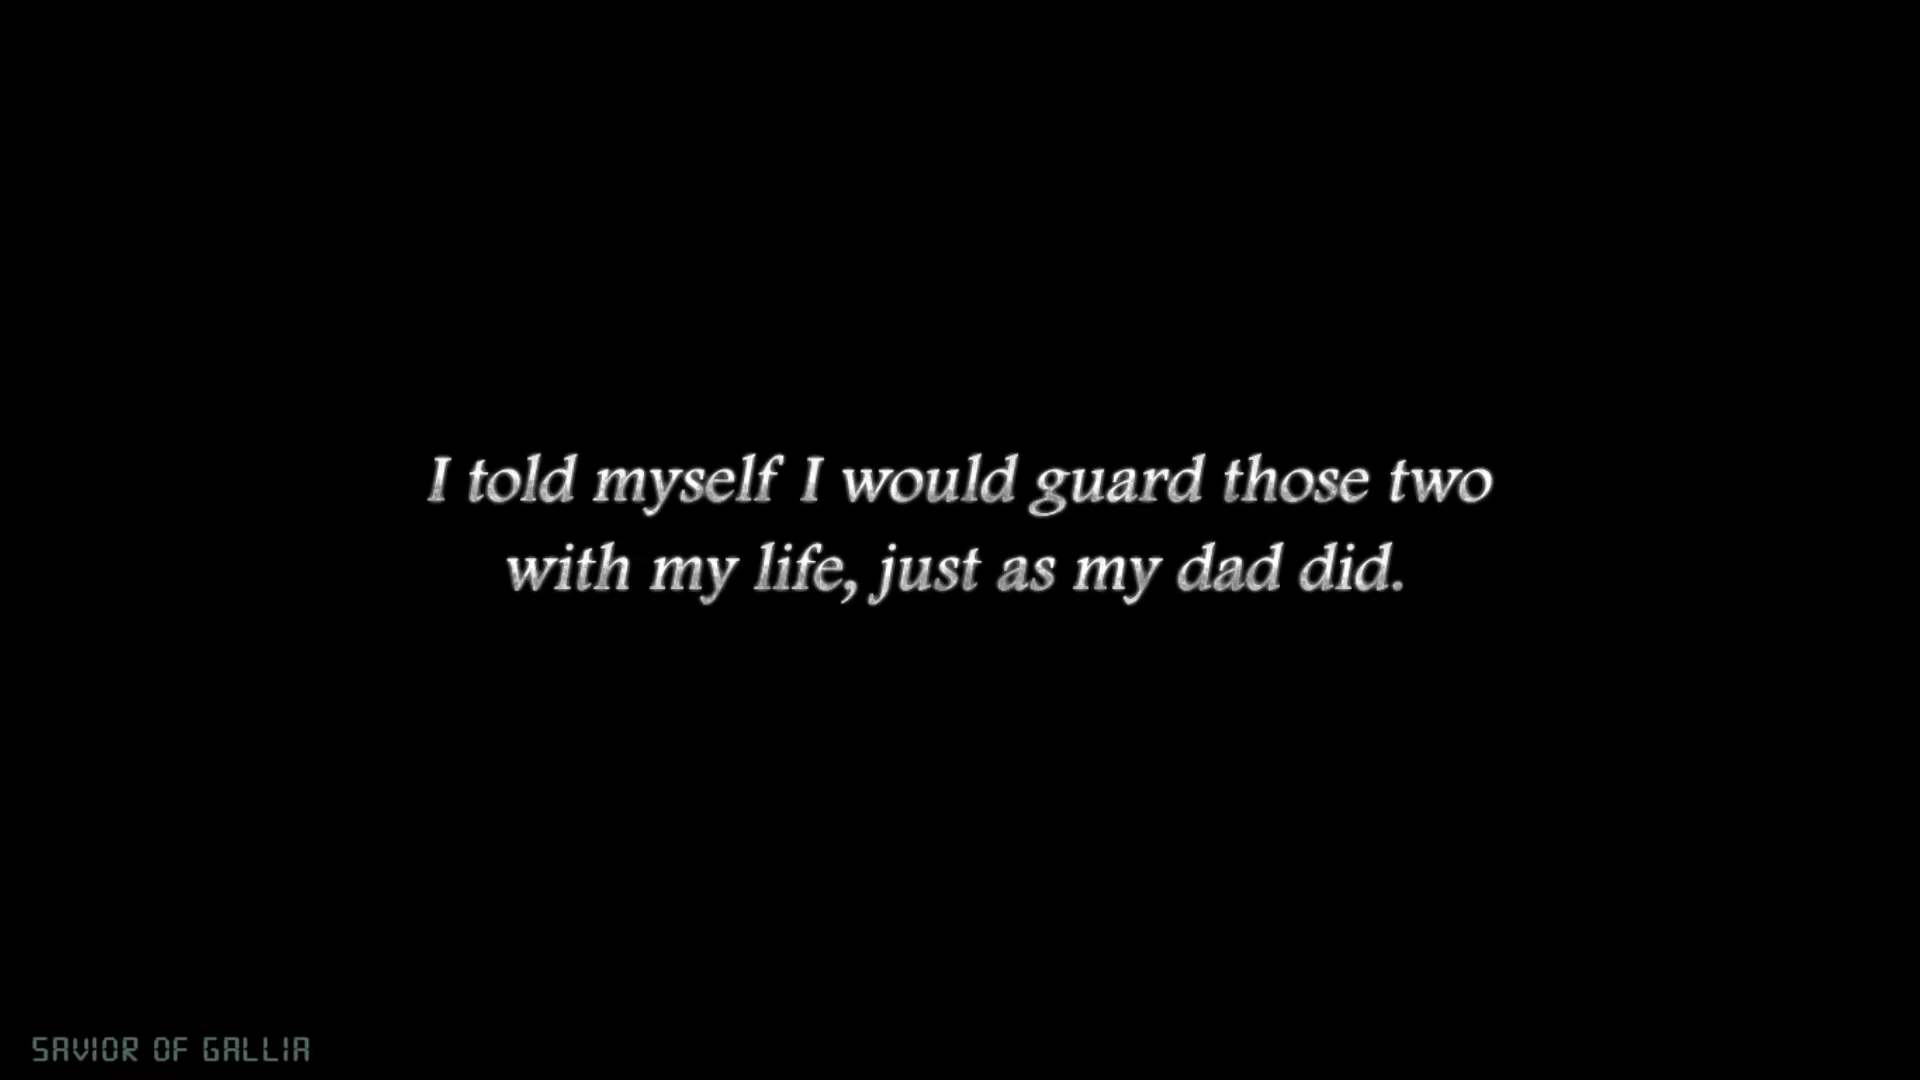 I told myself I would guard those two
with my life, just as my dad did.
SAVIOR OF GALLIA